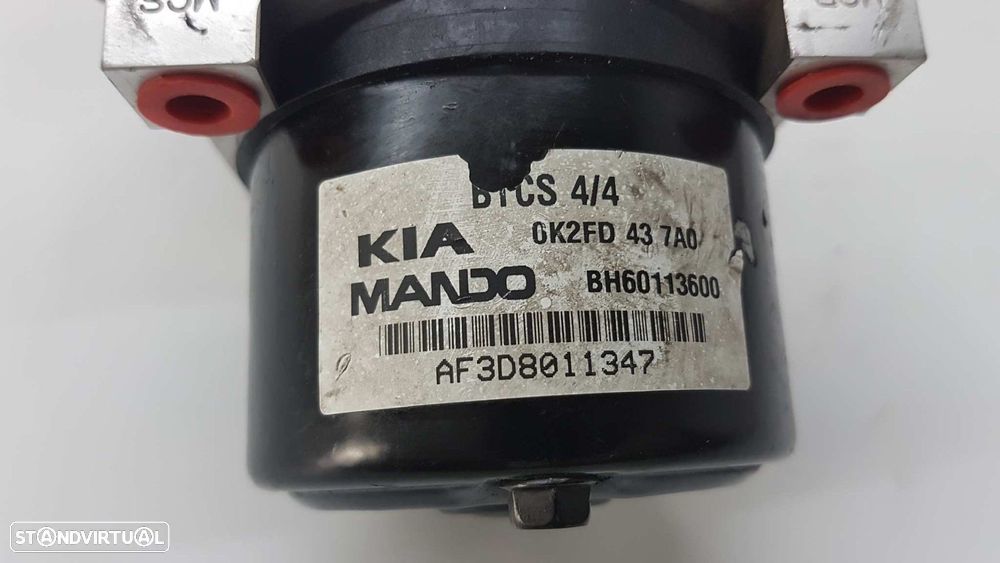 BTCS 4/4
KIA 0K2FD 43 7A0
MANDO BH60113600
AF3D8011347
STANDVIRTUAL